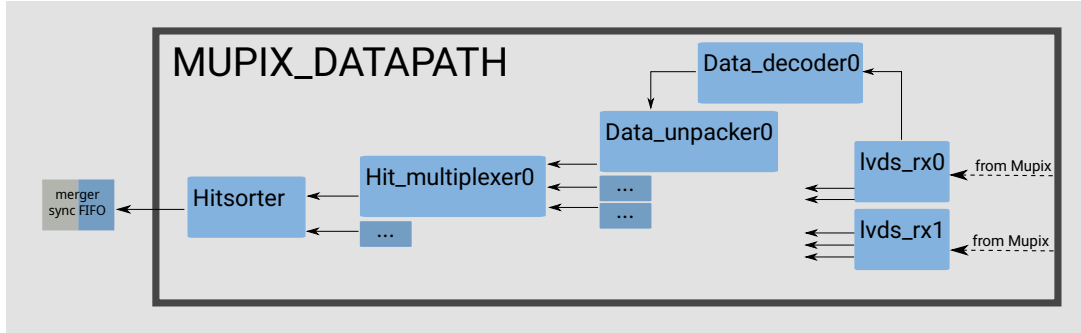 MUPIX_DATAPATH
Data_decoder0
Data_unpacker0
lvds_rx0
from Mupix
Hit_multiplexer0
...
merger
sync FIFO
Hitsorter
...
...
lvds_rx1
from Mupix